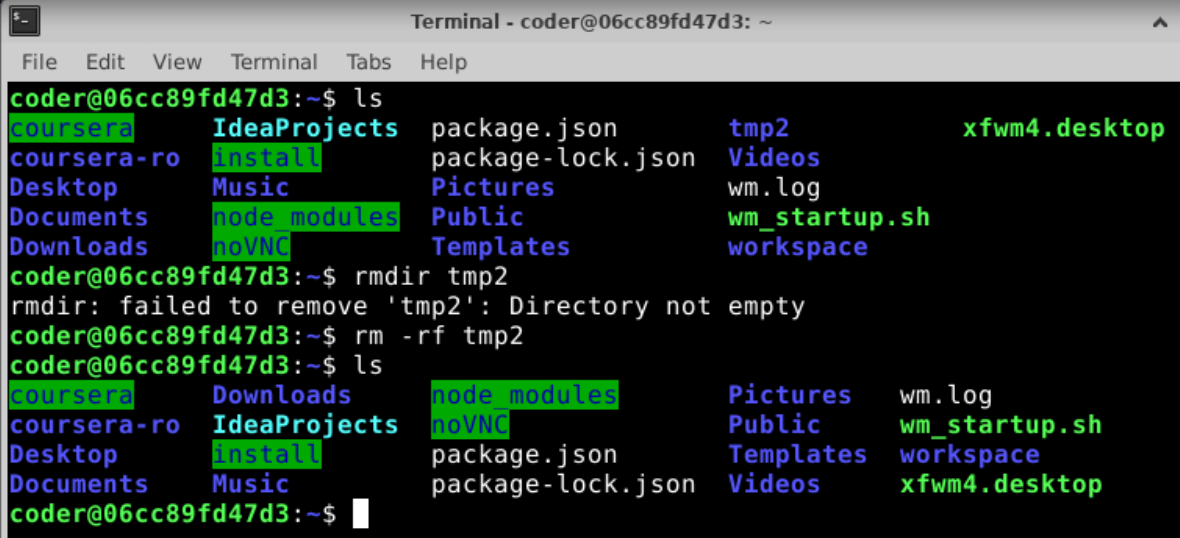 Terminal - coder@06cc89fd47d3: ~
File Edit View Terminal Tabs Help
coder@06cc89fd47d3:~$ ls
coursera IdeaProjects package.json tmp2 xfwm4.desktop
coursera-ro install package-lock.json Videos
Desktop Music Pictures wm.log
Documents node_modules Public wm_startup.sh
Downloads noVNC Templates workspace
coder@06cc89fd47d3:~$ rmdir tmp2
rmdir: failed to remove 'tmp2': Directory not empty
coder@06cc89fd47d3:~$ rm -rf tmp2
coder@06cc89fd47d3:~$ ls
coursera Downloads node_modules Pictures wm.log
coursera-ro IdeaProjects noVNC Public wm_startup.sh
Desktop install package.json Templates workspace
Documents Music package-lock.json Videos xfwm4.desktop
coder@06cc89fd47d3:~$